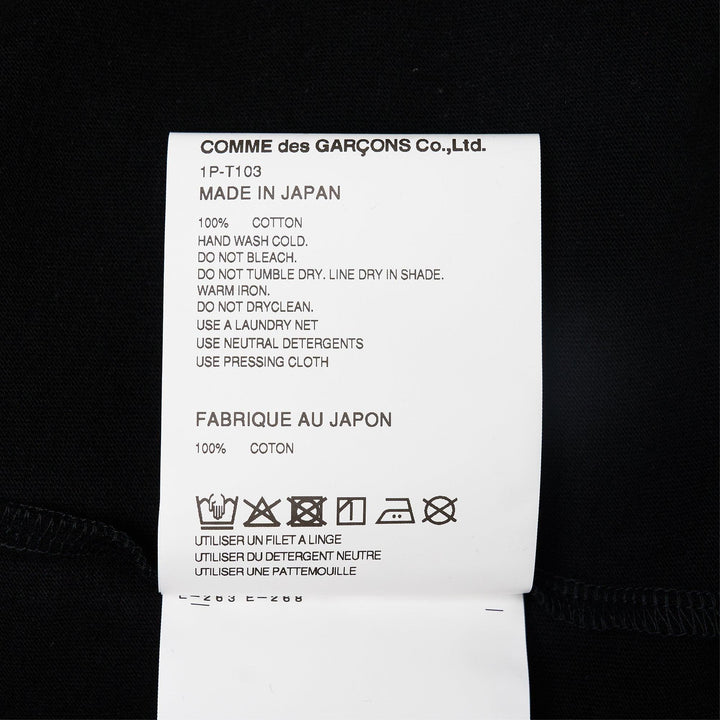 COMME des GARÇONS Co.,Ltd.
1P-T103
MADE IN JAPAN
100% COTTON
HAND WASH COLD.
DO NOT BLEACH.
DO NOT TUMBLE DRY. LINE DRY IN SHADE.
WARM IRON.
DO NOT DRYCLEAN.
USE A LAUNDRY NET
USE NEUTRAL DETERGENTS
USE PRESSING CLOTH
FABRIQUE AU JAPON
100% COTON
UTILISER UN FILET A LINGE
UTILISER DU DETERGENT NEUTRE
UTILISER UNE PATTEMOUILLE